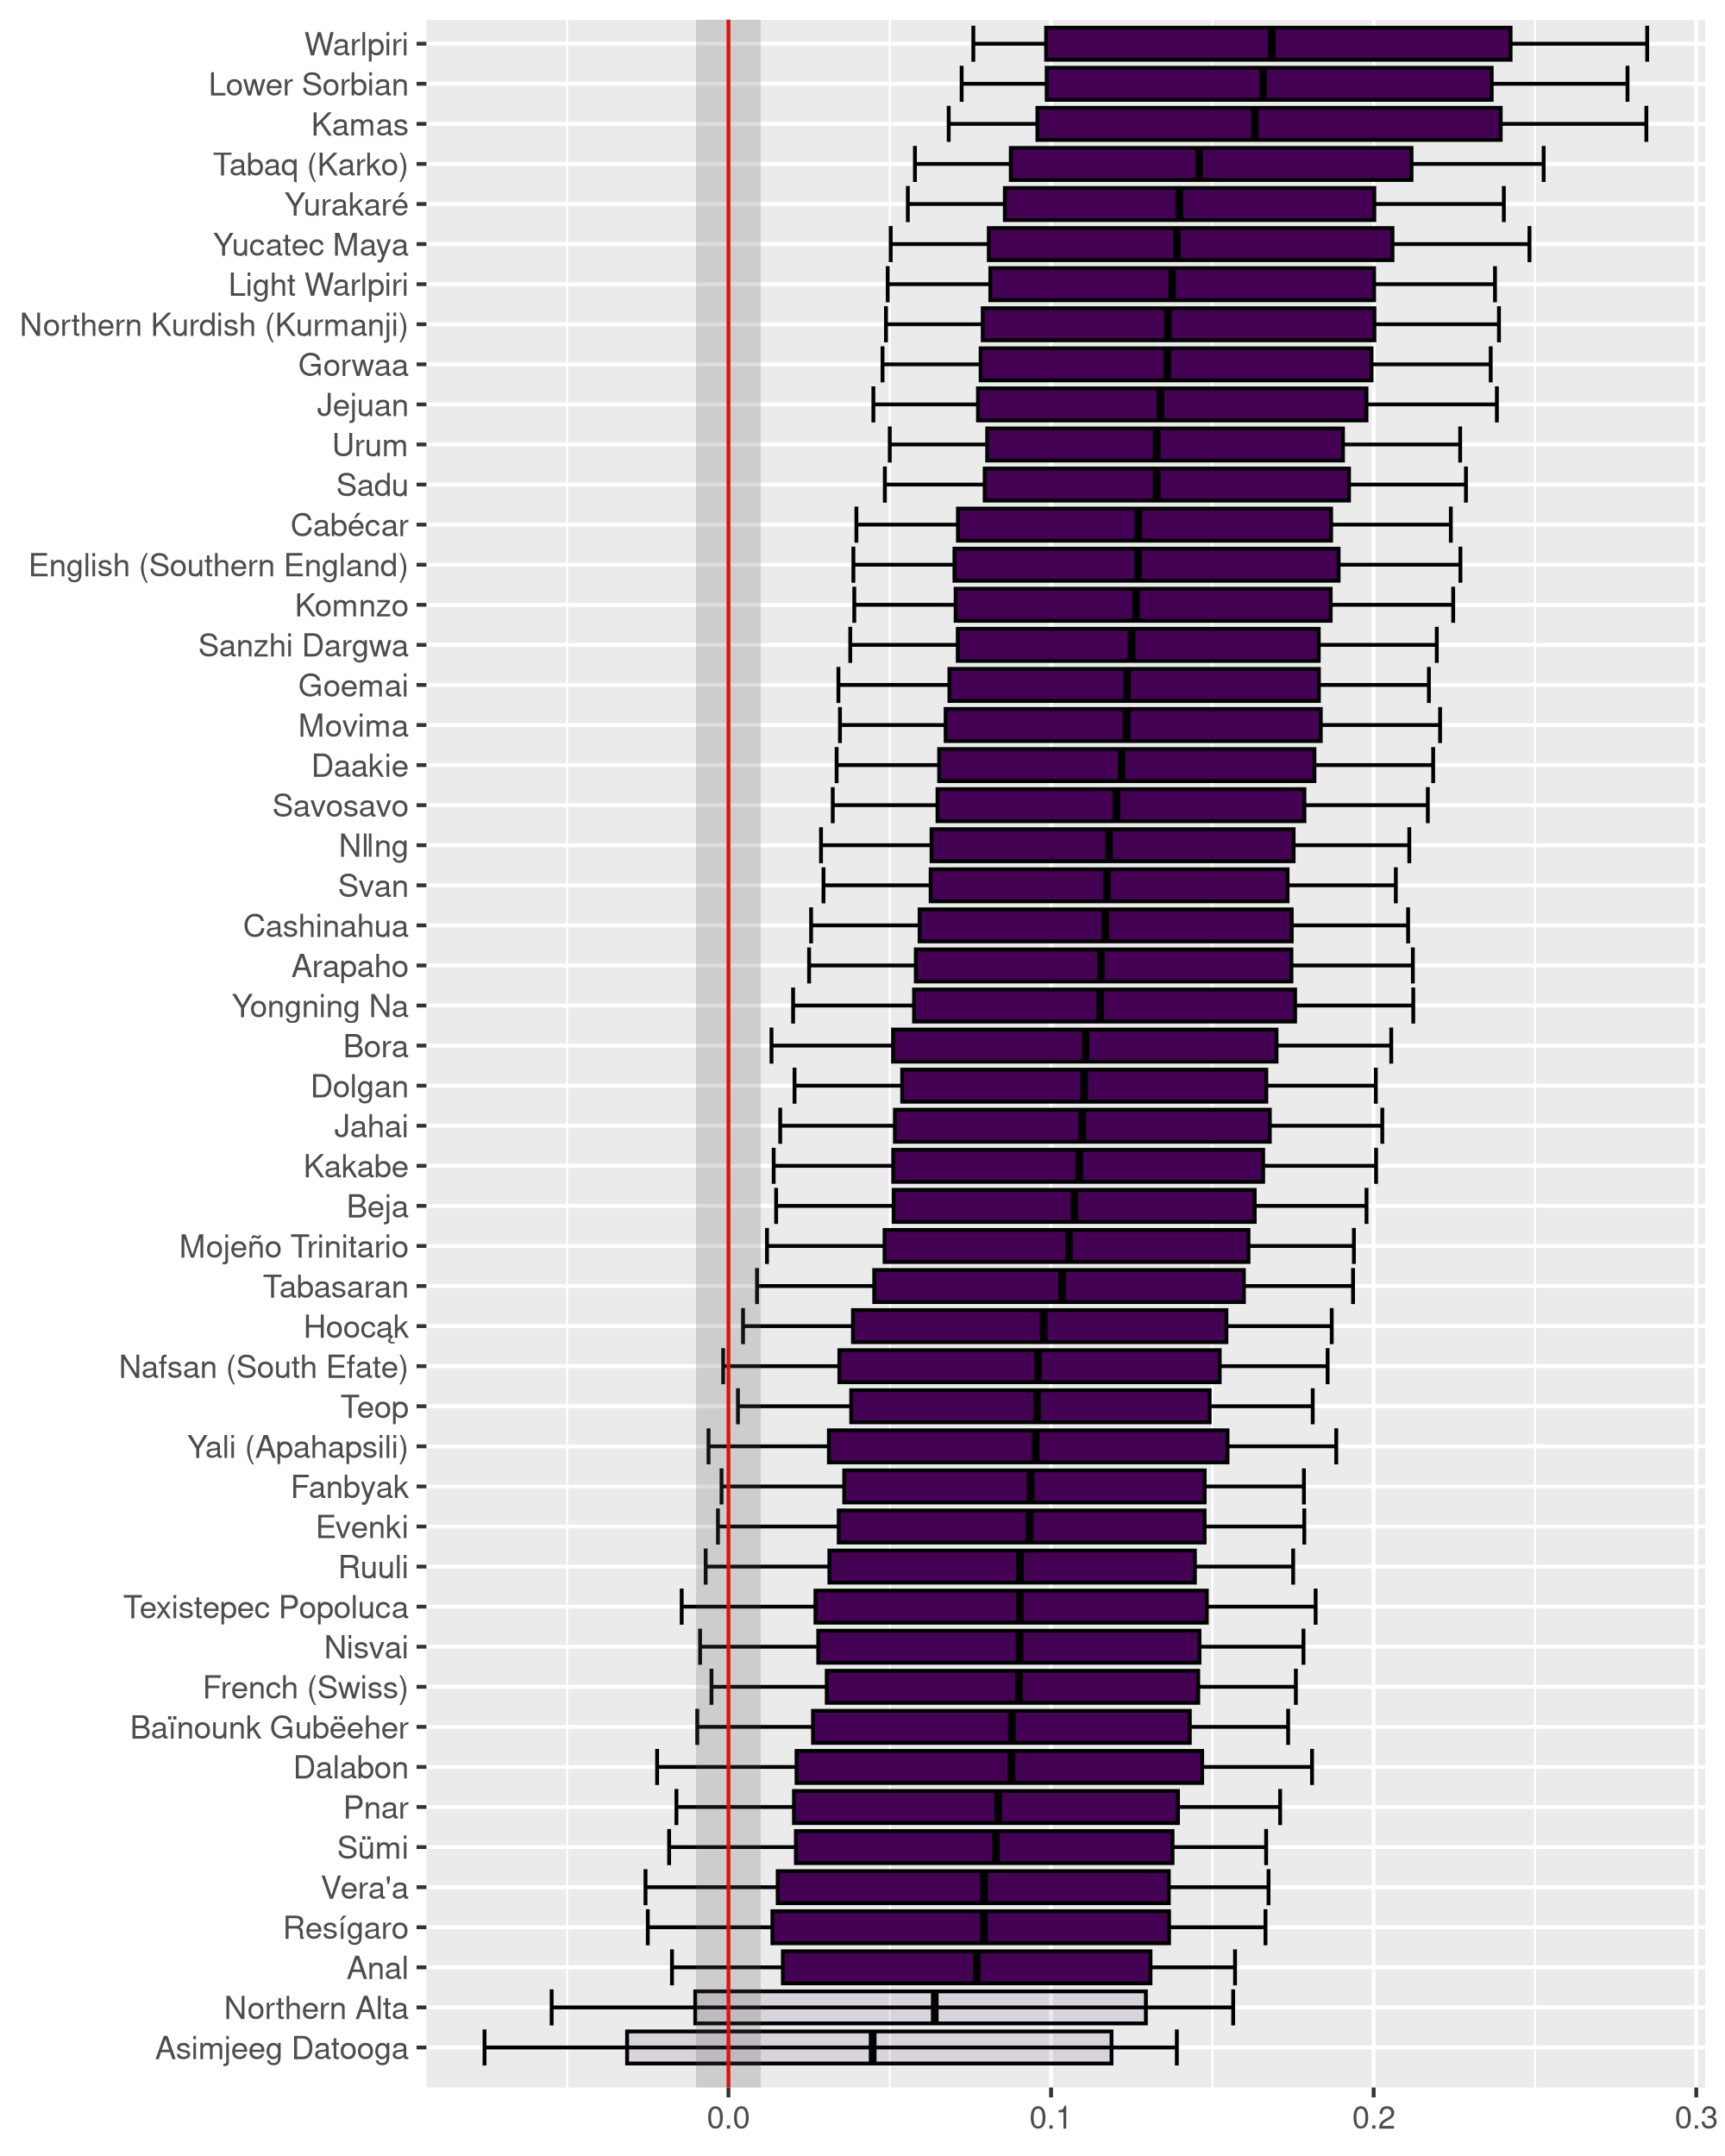 Warlpiri
Lower Sorbian
Kamas
Tabaq (Karko)
Yurakaré
Yucatec Maya
Light Warlpiri
Northern Kurdish (Kurmanji)
Gorwaa
Jejuan
Urum
Sadu
Cabécar
English (Southern England)
Komnzo
Sanzhi Dargwa
Goemai
Movima
Daakie
Savosavo
Nǁng
Svan
Cashinahua
Arapaho
Yongning Na
Bora
Dolgan
Jahai
Kakabe
Beja
Mojeño Trinitario
Tabasaran
Hoocąk
Nafsan (South Efate)
Teop
Yali (Apahapsili)
Fanbyak
Evenki
Ruuli
Texistepec Popoluca
Nisvai
French (Swiss)
Baïnounk Gubëeher
Dalabon
Pnar
Sümi
Vera'a
Resígaro
Anal
Northern Alta
Asimjeeg Datooga
0.0 0.1 0.2 0.3